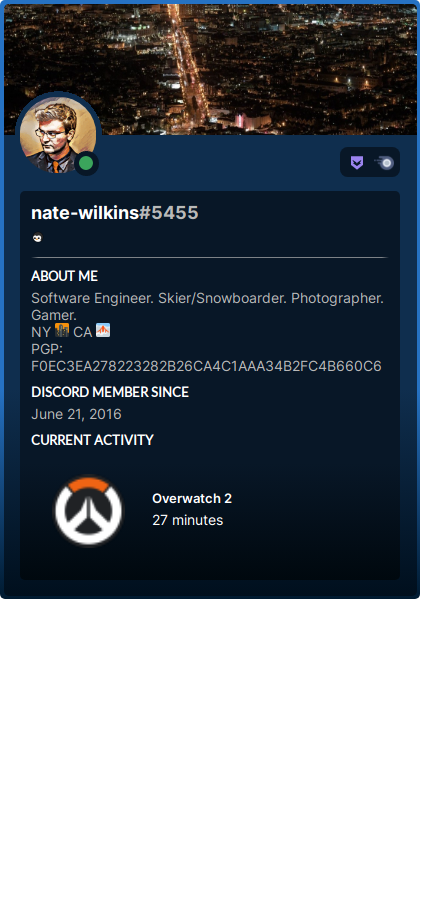 nate-wilkins#5455
ABOUT ME
Software Engineer. Skier/Snowboarder. Photographer.
Gamer.
NY 🌇 CA 🌁
PGP:
F0EC3EA278223282B26CA4C1AAA34B2FC4B660C6
DISCORD MEMBER SINCE
June 21, 2016
CURRENT ACTIVITY
Overwatch 2
27 minutes